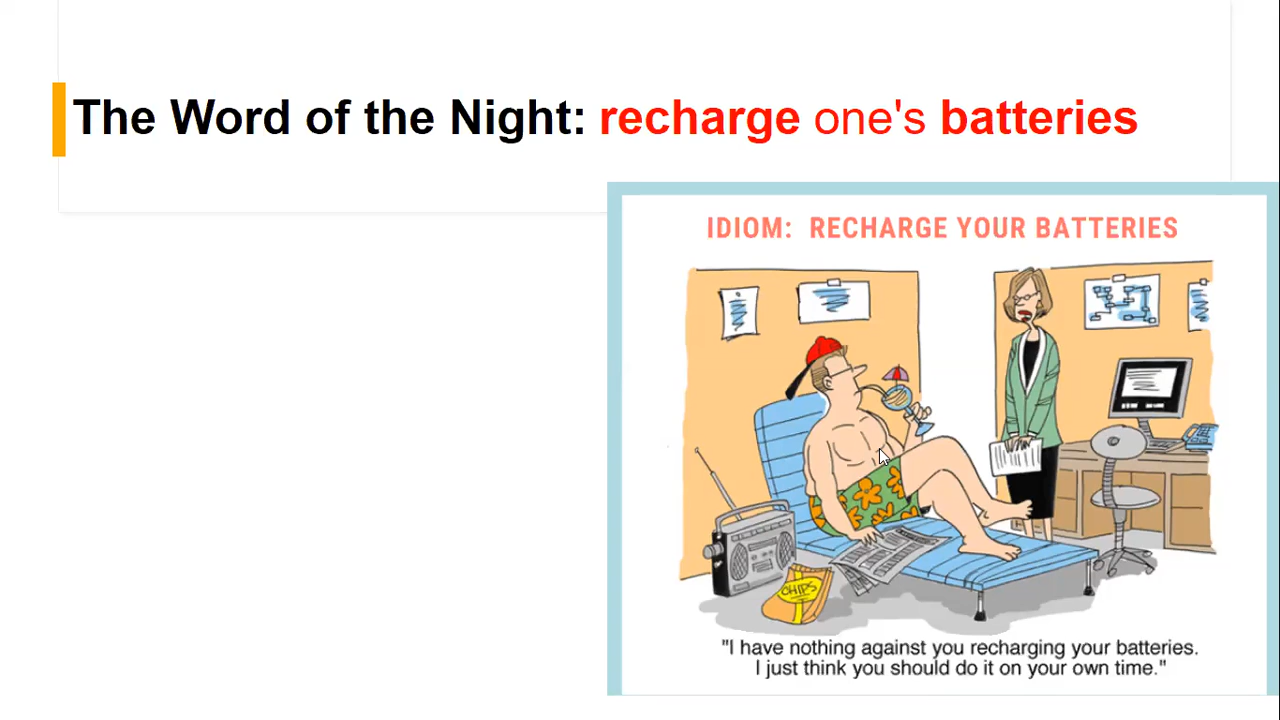 The Word of the Night: recharge one's batteries
IDIOM: RECHARGE YOUR BATTERIES
CHIPS
"I have nothing against you recharging your batteries.
I just think you should do it on your own time."